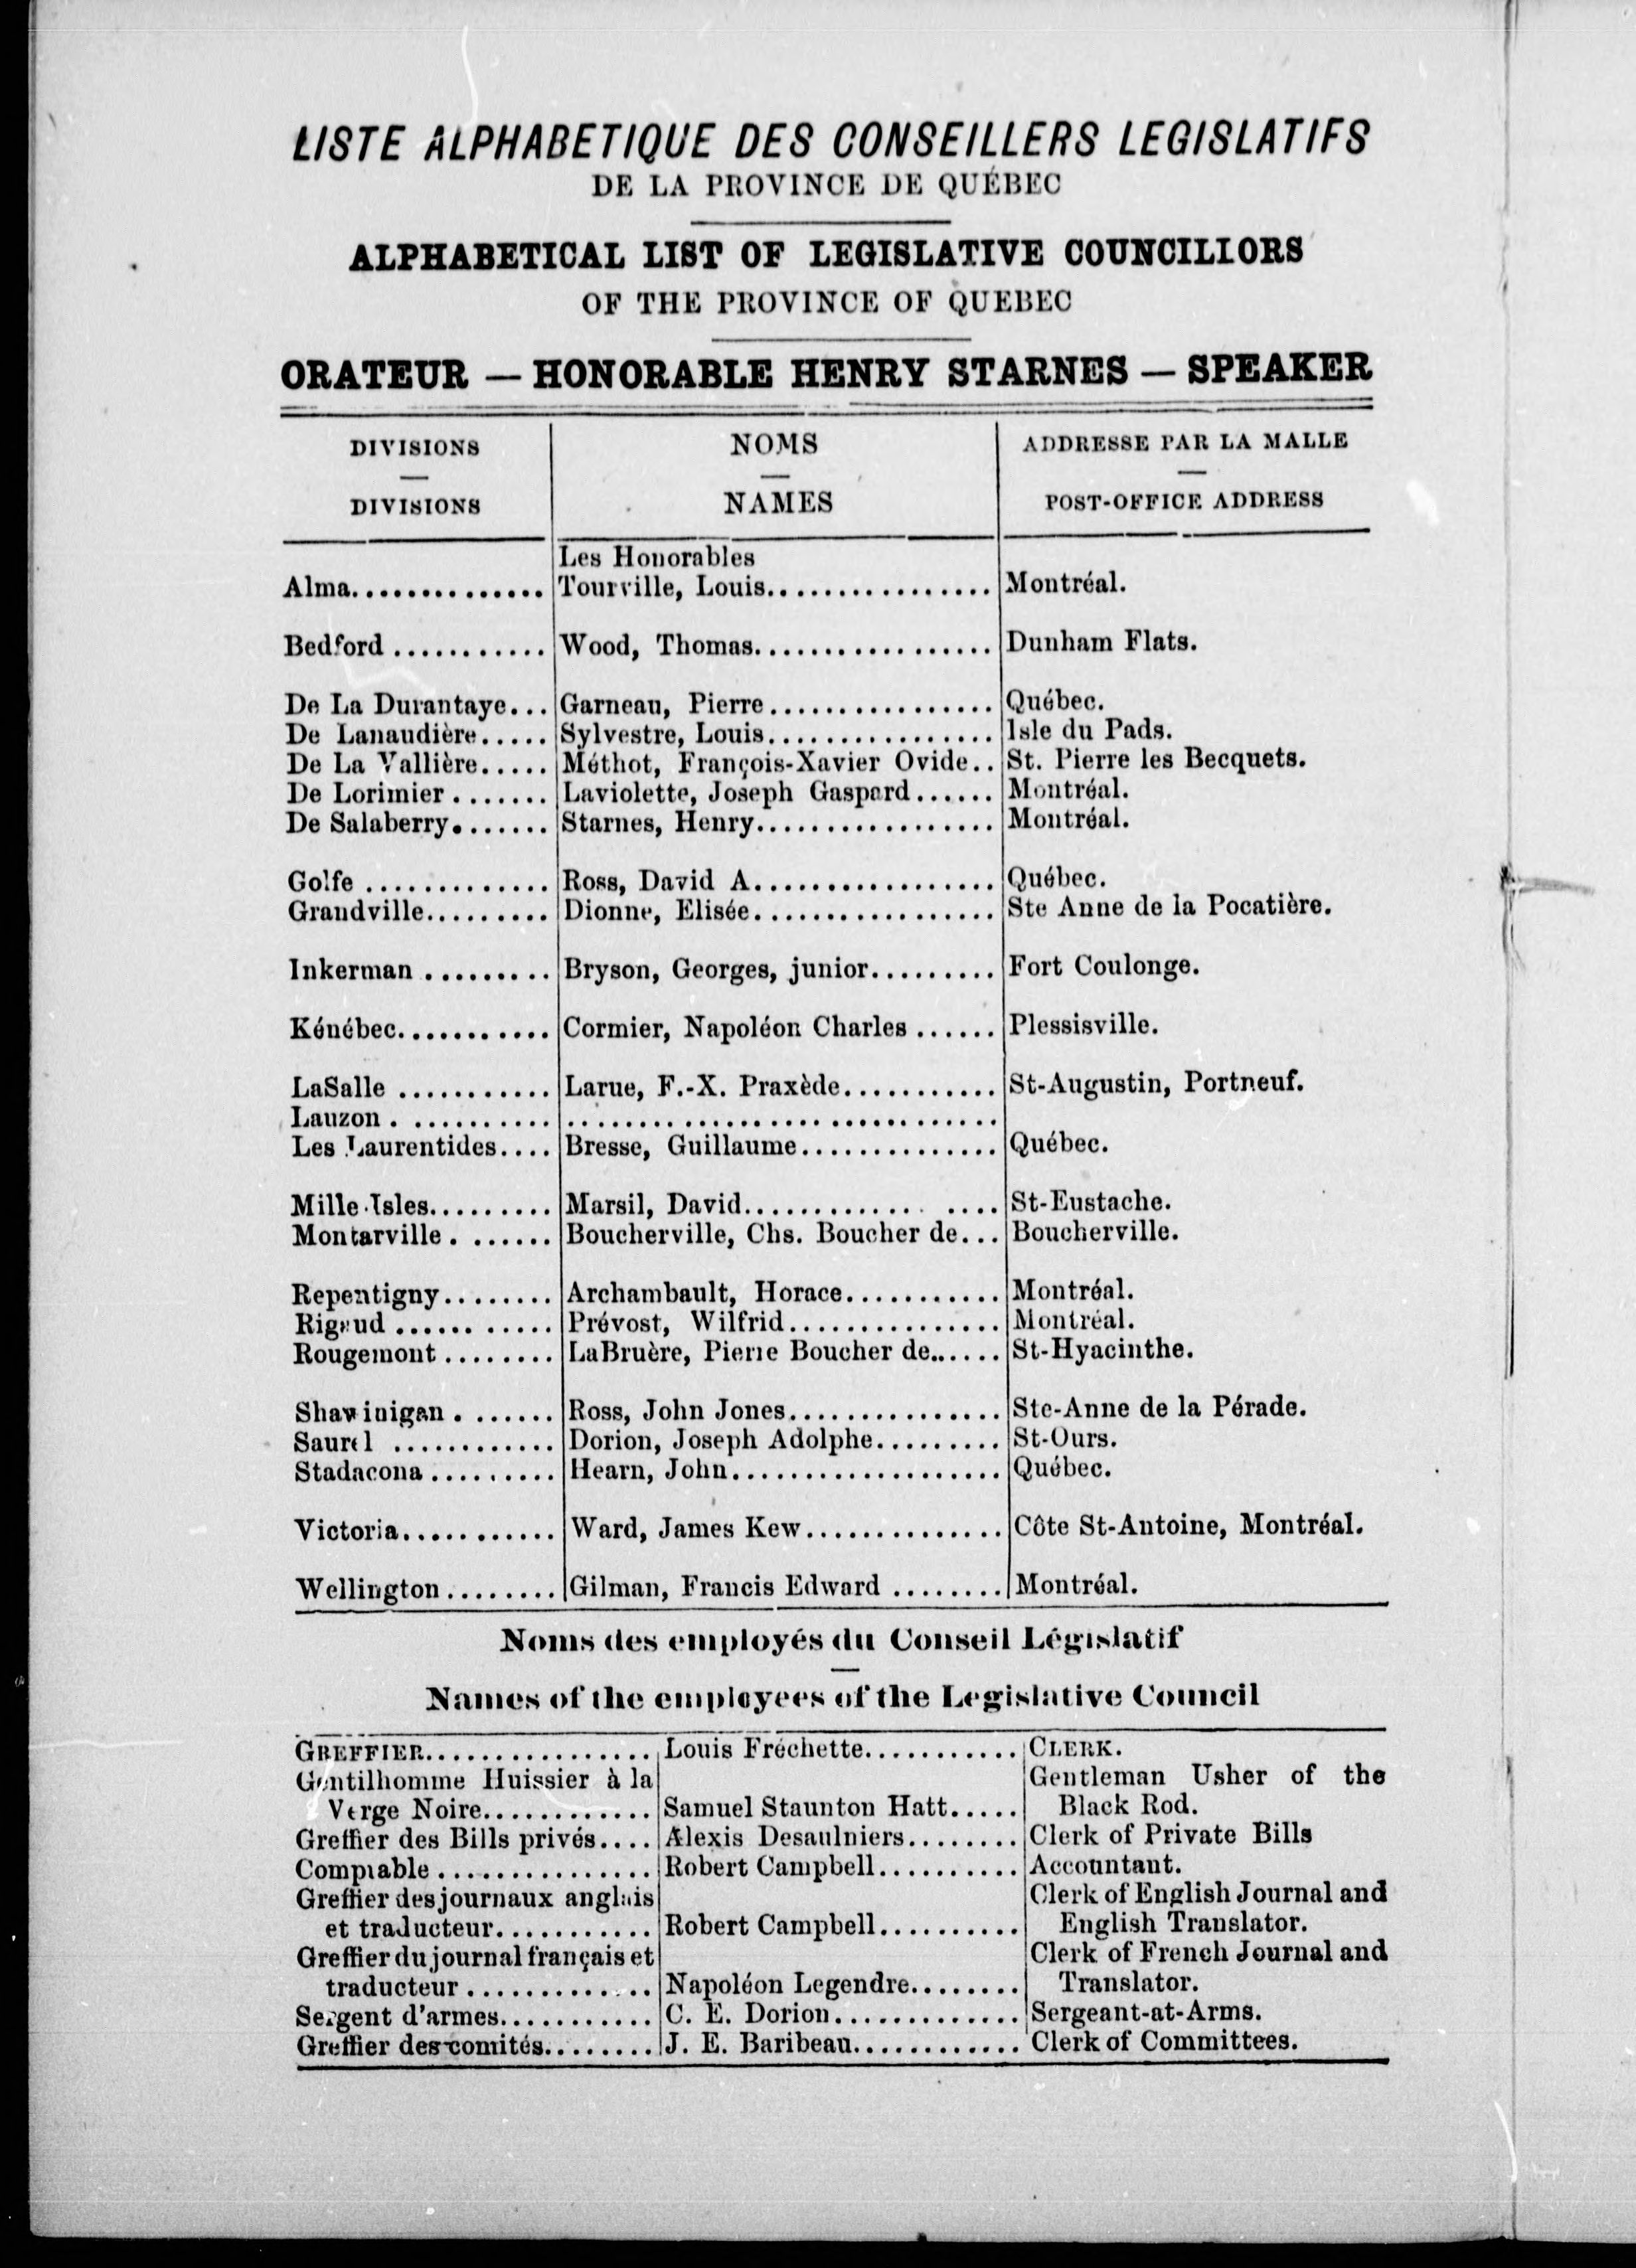 LISTE ALPHABETIQUE DES CONSEILLERS LEGISLATIFS
DE LA PROVINCE DE QUÉBEC
ALPHABETICAL LIST OF LEGISLATIVE COUNCILLORS
OF THE PROVINCE OF QUEBEC
ORATEUR — HONORABLE HENRY STARNES — SPEAKER
DIVISIONS NOMS ADDRESSE PAR LA MALLE
— — —
DIVISIONS NAMES POST-OFFICE ADDRESS
Les Honorables
Alma.............. Tourville, Louis................ Montréal.
Bedford ........... Wood, Thomas................. Dunham Flats.
De La Durantaye... Garneau, Pierre................ Québec.
De Lanaudière..... Sylvestre, Louis................ Isle du Pads.
De La Vallière..... Méthot, François-Xavier Ovide.. St. Pierre les Becquets.
De Lorimier ....... Laviolette, Joseph Gaspard...... Montréal.
De Salaberry....... Starnes, Henry................. Montréal.
Golfe ............. Ross, David A................. Québec.
Grandville......... Dionne, Elisée................. Ste Anne de la Pocatière.
Inkerman ......... Bryson, Georges, junior......... Fort Coulonge.
Kénébec........... Cormier, Napoléon Charles ...... Plessisville.
LaSalle ........... Larue, F.-X. Praxède........... St-Augustin, Portneuf.
Lauzon . .......... ...............................
Les Laurentides.... Bresse, Guillaume.............. Québec.
Mille-Isles......... Marsil, David............. .... St-Eustache.
Montarville . ...... Boucherville, Chs. Boucher de... Boucherville.
Repentigny........ Archambault, Horace........... Montréal.
Rigaud ...... ..... Prévost, Wilfrid............... Montréal.
Rougemont ........ LaBruère, Pierre Boucher de...... St-Hyacinthe.
Shawinigan . ...... Ross, John Jones............... Ste-Anne de la Pérade.
Saurel ............ Dorion, Joseph Adolphe......... St-Ours.
Stadacona ......... Hearn, John................... Québec.
Victoria........... Ward, James Kew.............. Côte St-Antoine, Montréal.
Wellington ........ Gilman, Francis Edward ........ Montréal.
Noms des employés du Conseil Législatif
—
Names of the employees of the Legislative Council
GREFFIER................ Louis Fréchette........... CLERK.
Gentilhomme Huissier à la Gentleman Usher of the
Verge Noire............ Samuel Staunton Hatt..... Black Rod.
Greffier des Bills privés.... Alexis Desaulniers........ Clerk of Private Bills
Comptable ............... Robert Campbell.......... Accountant.
Greffier des journaux anglais Clerk of English Journal and
et traducteur........... Robert Campbell.......... English Translator.
Greffier du journal français et Clerk of French Journal and
traducteur ............. Napoléon Legendre........ Translator.
Sergent d'armes........... C. E. Dorion............. Sergeant-at-Arms.
Greffier des comités........ J. E. Baribeau............ Clerk of Committees.